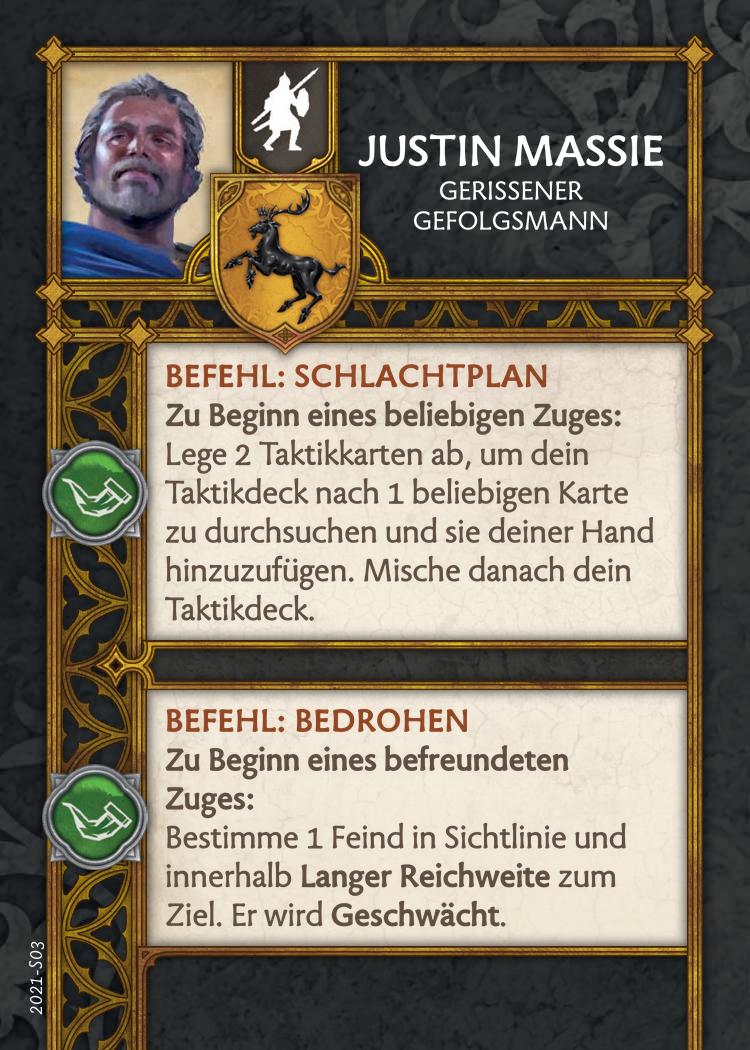 JUSTIN MASSIE
GERISSENER
GEFOLGSMANN
BEFEHL: SCHLACHTPLAN
Zu Beginn eines beliebigen Zuges:
Lege 2 Taktikkarten ab, um dein
Taktikdeck nach 1 beliebigen Karte
zu durchsuchen und sie deiner Hand
hinzuzufügen. Mische danach dein
Taktikdeck.
BEFEHL: BEDROHEN
Zu Beginn eines befreundeten
Zuges:
Bestimme 1 Feind in Sichtlinie und
innerhalb Langer Reichweite zum
Ziel. Er wird Geschwächt.
2021-S03